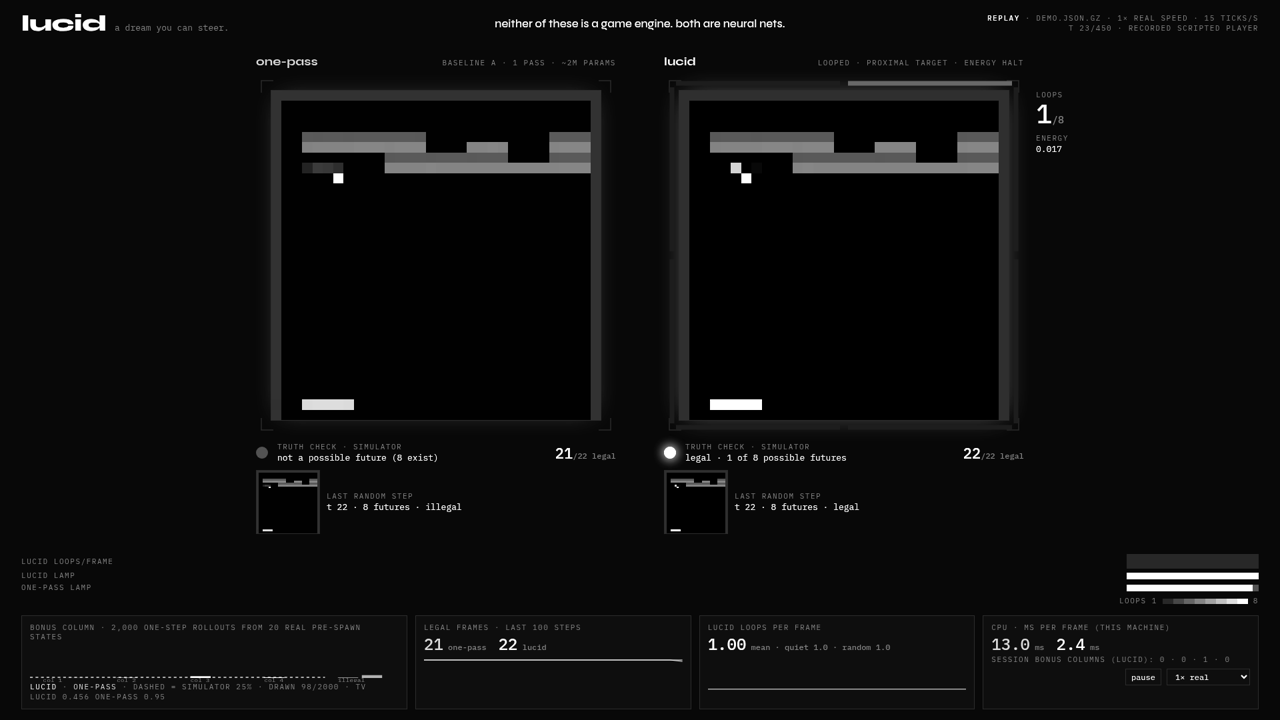 lucid a dream you can steer.
neither of these is a game engine. both are neural nets.
REPLAY · DEMO.JSON.GZ · 1× REAL SPEED · 15 TICKS/S
T 23/450 · RECORDED SCRIPTED PLAYER
one-pass BASELINE A · 1 PASS · ~2M PARAMS
lucid LOOPED · PROXIMAL TARGET · ENERGY HALT
LOOPS
1/8
ENERGY
0.017
TRUTH CHECK · SIMULATOR
not a possible future (8 exist)
21/22 legal
LAST RANDOM STEP
t 22 · 8 futures · illegal
TRUTH CHECK · SIMULATOR
legal · 1 of 8 possible futures
22/22 legal
LAST RANDOM STEP
t 22 · 8 futures · legal
LUCID LOOPS/FRAME
LUCID LAMP
ONE-PASS LAMP
LOOPS 1 8
BONUS COLUMN · 2,000 ONE-STEP ROLLOUTS FROM 20 REAL PRE-SPAWN
STATES
col 1 col 2 col 3 col 4 illegal
LUCID · ONE-PASS · DASHED = SIMULATOR 25% · DRAWN 98/2000 · TV
LUCID 0.456 ONE-PASS 0.95
LEGAL FRAMES · LAST 100 STEPS
21 one-pass 22 lucid
LUCID LOOPS PER FRAME
1.00 mean · quiet 1.0 · random 1.0
CPU · MS PER FRAME (THIS MACHINE)
13.0 ms 2.4 ms
SESSION BONUS COLUMNS (LUCID): 0 · 0 · 1 · 0
pause 1× real